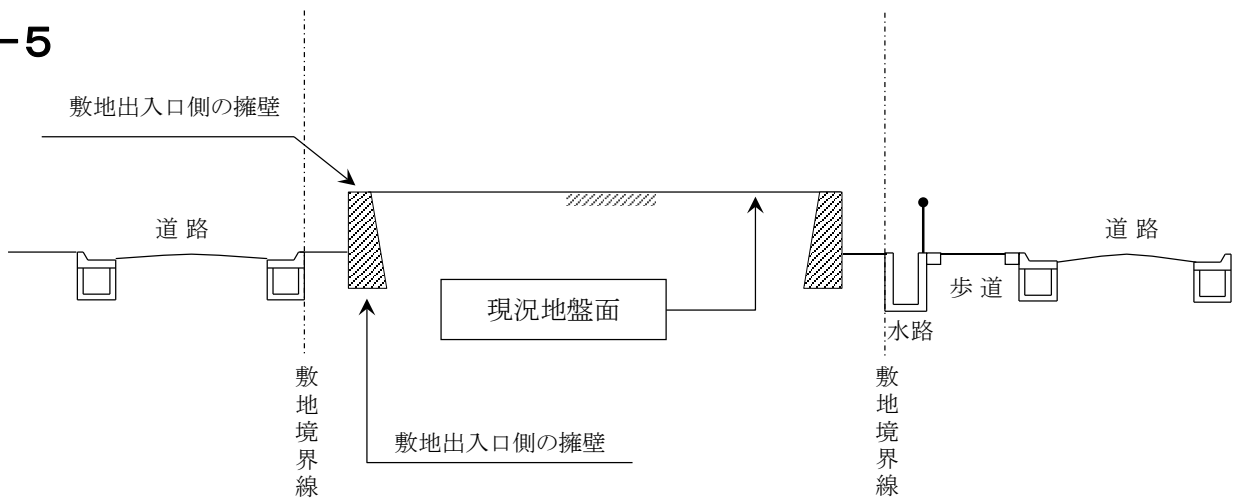 -5
敷地出入口側の擁壁
道 路
道 路
歩 道
現況地盤面
水路
敷地境界線
敷地境界線
敷地出入口側の擁壁